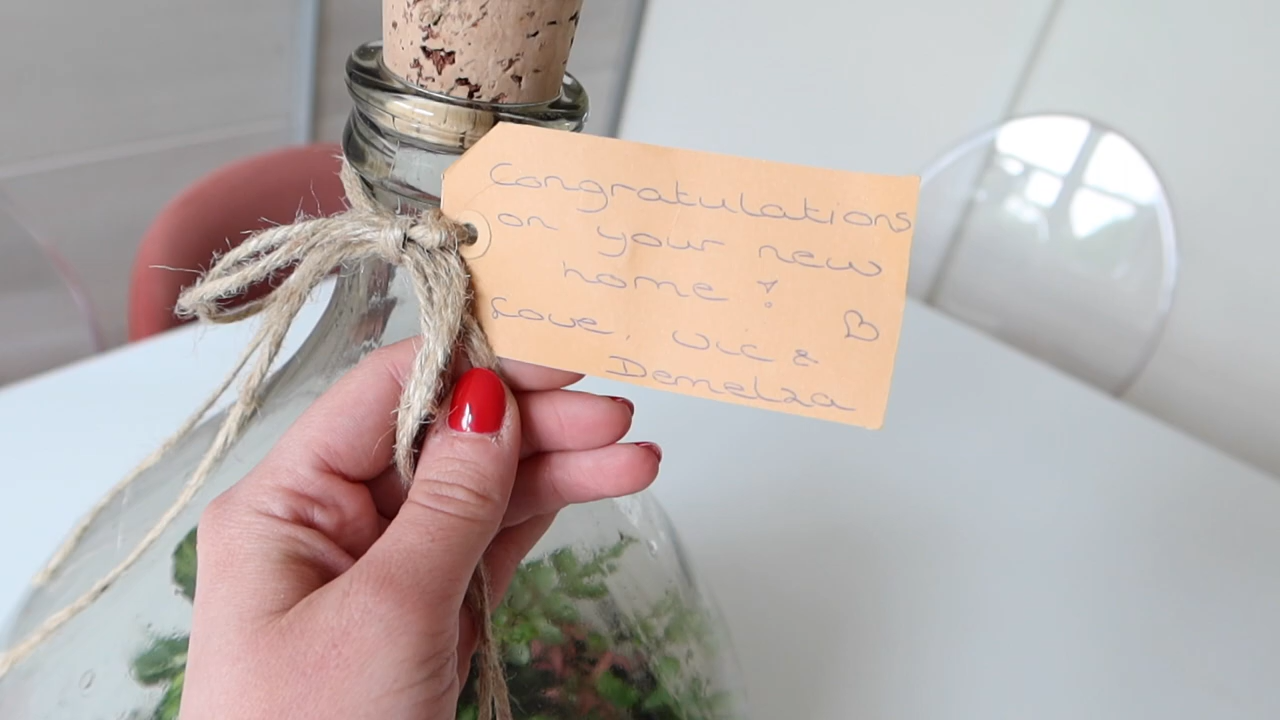 Congratulations
on your new
home! ♡
Love, Vic &
Demelza